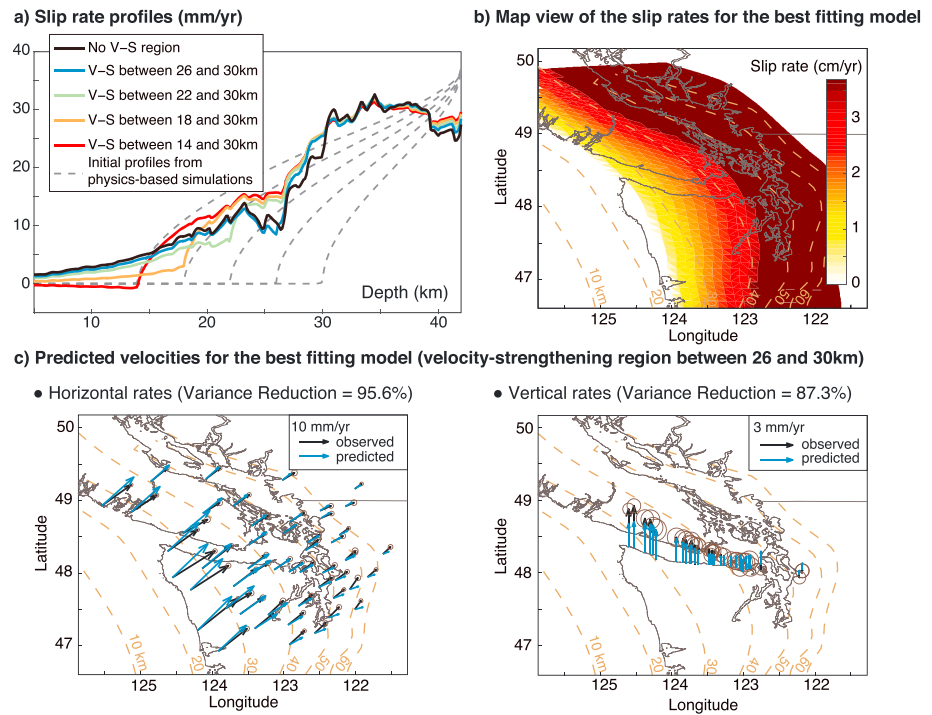 a) Slip rate profiles (mm/yr)
40
30
20
10
0
No V−S region
V−S between 26 and 30km
V−S between 22 and 30km
V−S between 18 and 30km
V−S between 14 and 30km
Initial profiles from
physics-based simulations
Depth (km)
10
20
30
40
b) Map view of the slip rates for the best fitting model
Slip rate (cm/yr)
3
2
1
0
50
49
48
47
Latitude
10 km
20
30
40
50
60
125
124
123
122
Longitude
c) Predicted velocities for the best fitting model (velocity-strengthening region between 26 and 30km)
● Horizontal rates (Variance Reduction = 95.6%)
10 mm/yr
observed
predicted
50
49
48
47
Latitude
10 km
20
30
40
50
60
125
124
123
122
Longitude
● Vertical rates (Variance Reduction = 87.3%)
3 mm/yr
observed
predicted
50
49
48
47
Latitude
10 km
20
30
40
50
60
125
124
123
122
Longitude